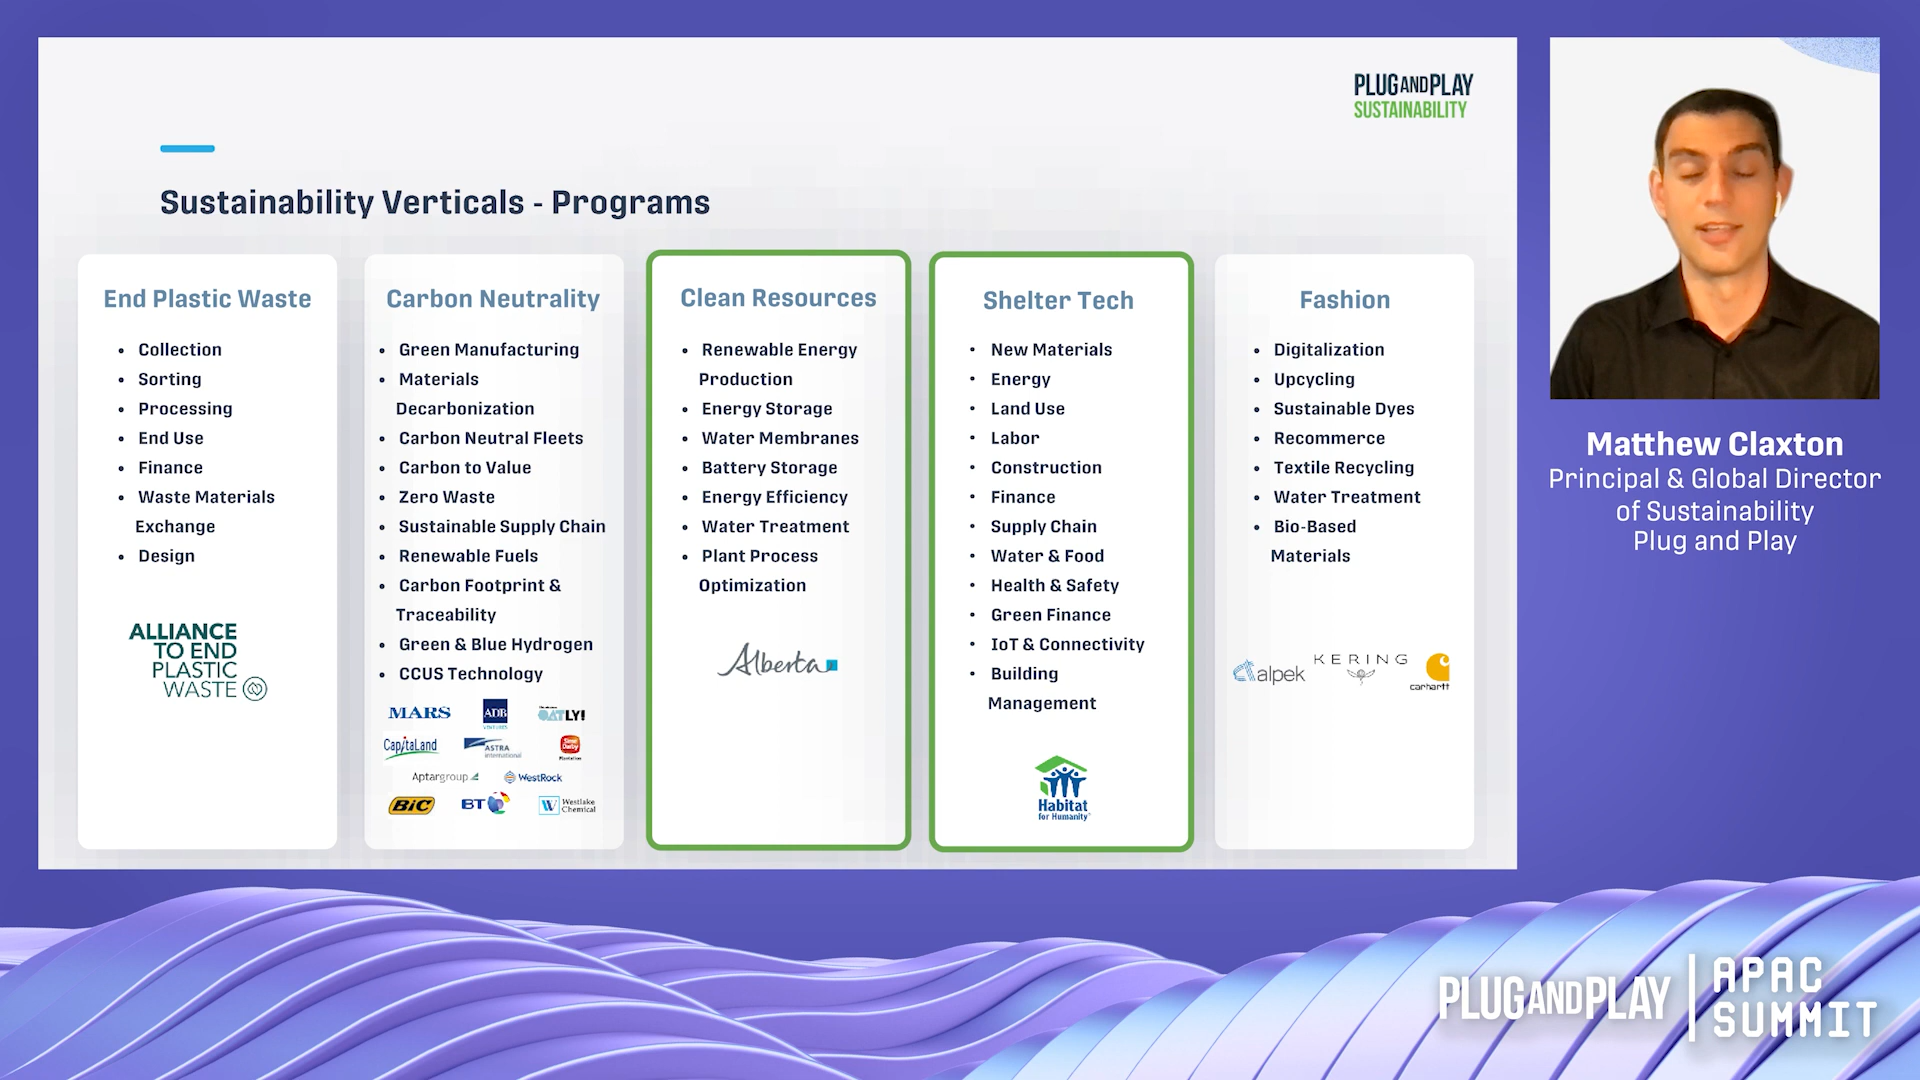 PLUGANDPLAY
SUSTAINABILITY
Sustainability Verticals - Programs
End Plastic Waste
• Collection
• Sorting
• Processing
• End Use
• Finance
• Waste Materials
Exchange
• Design
ALLIANCE
TO END
PLASTIC
WASTE
Carbon Neutrality
• Green Manufacturing
• Materials
Decarbonization
• Carbon Neutral Fleets
• Carbon to Value
• Zero Waste
• Sustainable Supply Chain
• Renewable Fuels
• Carbon Footprint &
Traceability
• Green & Blue Hydrogen
• CCUS Technology
MARS
ADB
VENTURES
OATLY!
CapitaLand
ASTRA
international
Sime
Darby
Plantation
Aptargroup
WestRock
BIC
BT
Westlake
Chemical
Clean Resources
• Renewable Energy
Production
• Energy Storage
• Water Membranes
• Battery Storage
• Energy Efficiency
• Water Treatment
• Plant Process
Optimization
Alberta
Shelter Tech
• New Materials
• Energy
• Land Use
• Labor
• Construction
• Finance
• Supply Chain
• Water & Food
• Health & Safety
• Green Finance
• IoT & Connectivity
• Building
Management
Habitat
for Humanity®
Fashion
• Digitalization
• Upcycling
• Sustainable Dyes
• Recommerce
• Textile Recycling
• Water Treatment
• Bio-Based
Materials
alpek
KERING
carhartt
Matthew Claxton
Principal & Global Director
of Sustainability
Plug and Play
PLUGANDPLAY
APAC
SUMMIT